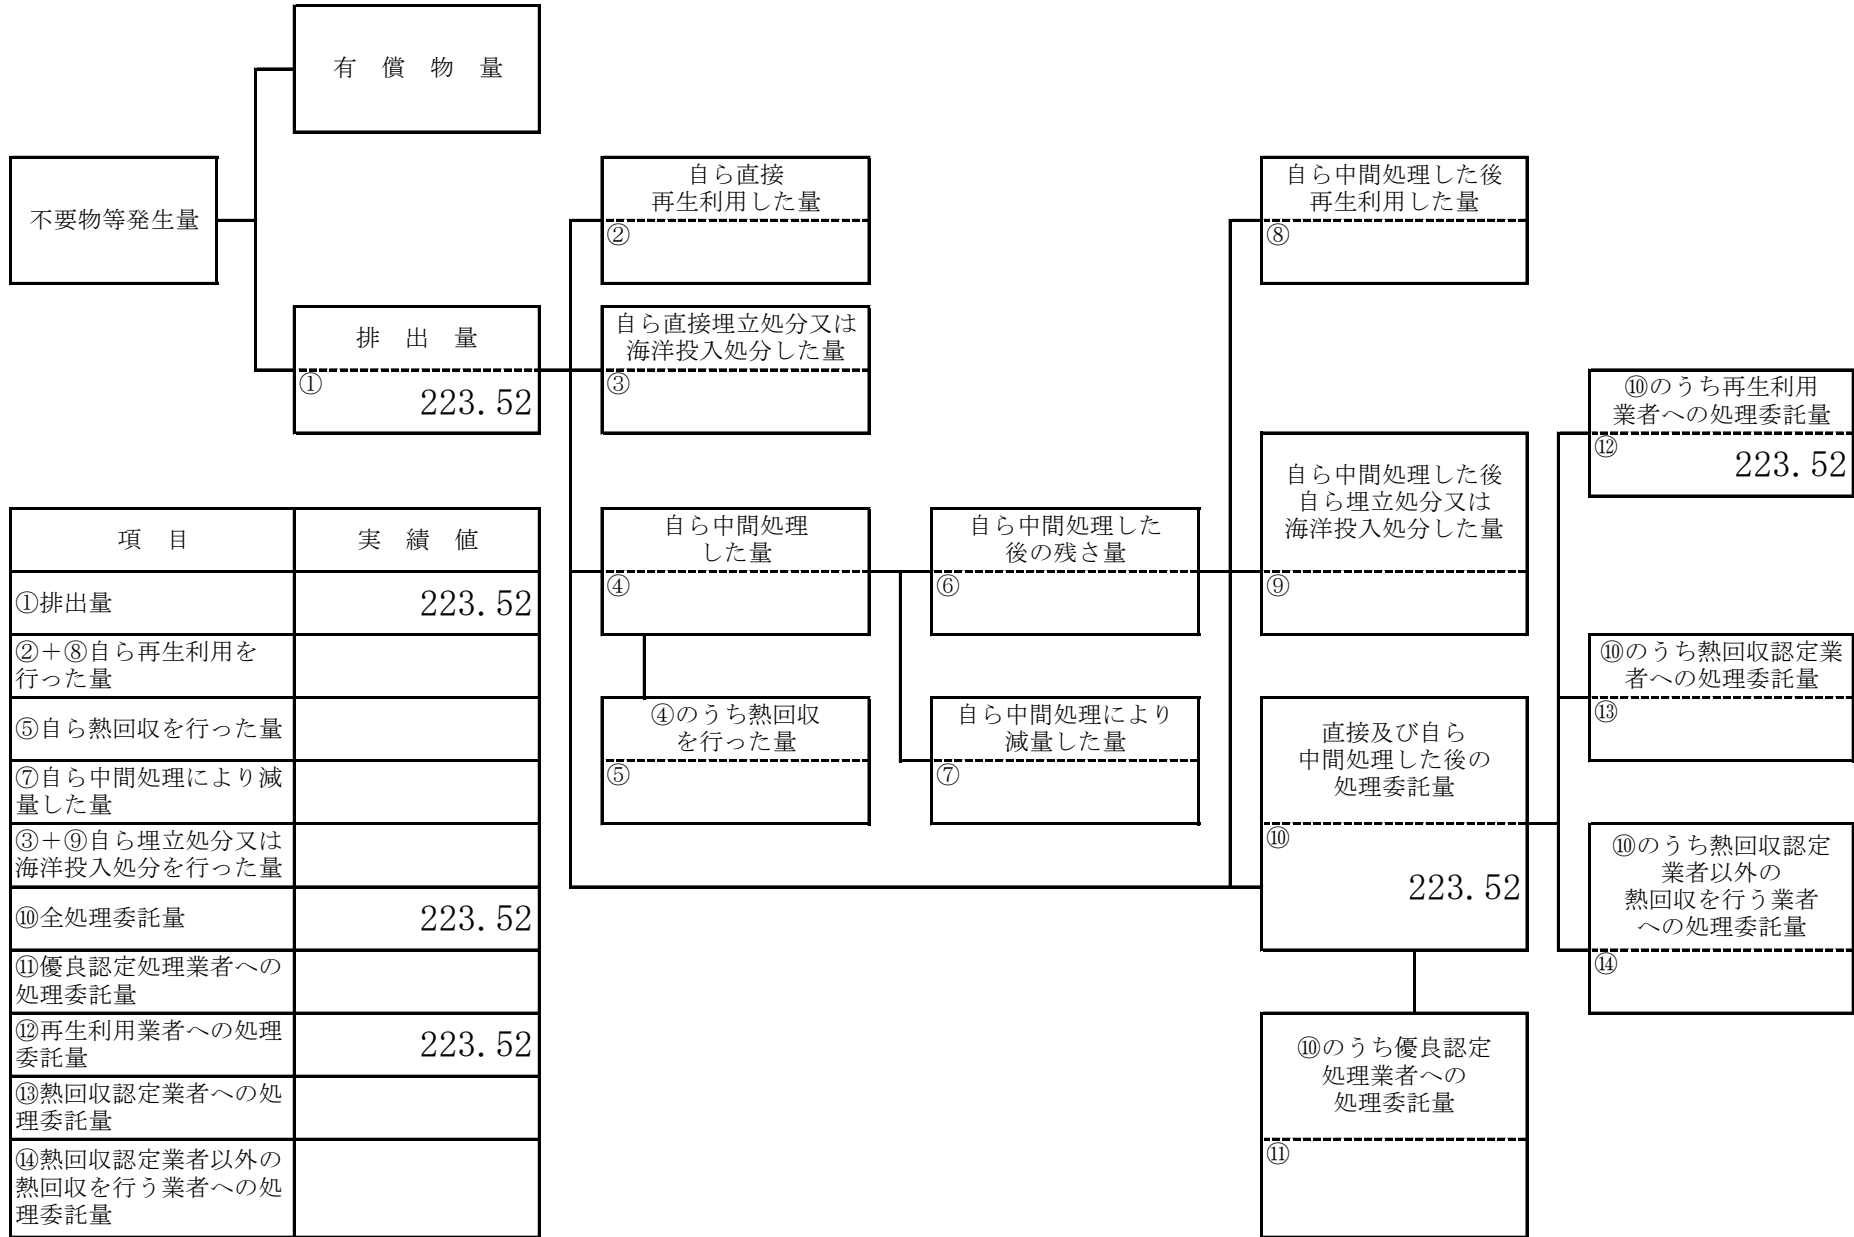 有 償 物 量
不要物等発生量
排 出 量
①
223.52
自ら直接
再生利用した量
②
自ら直接埋立処分又は
海洋投入処分した量
③
自ら中間処理
した量
④
④のうち熱回収
を行った量
⑤
自ら中間処理した
後の残さ量
⑥
自ら中間処理により
減量した量
⑦
自ら中間処理した後
再生利用した量
⑧
自ら中間処理した後
自ら埋立処分又は
海洋投入処分した量
⑨
直接及び自ら
中間処理した後の
処理委託量
⑩
223.52
⑩のうち優良認定
処理業者への
処理委託量
⑪
⑩のうち再生利用
業者への処理委託量
⑫
223.52
⑩のうち熱回収認定業
者への処理委託量
⑬
⑩のうち熱回収認定
業者以外の
熱回収を行う業者
への処理委託量
⑭
項 目 実 績 値
①排出量 223.52
②＋⑧自ら再生利用を
行った量
⑤自ら熱回収を行った量
⑦自ら中間処理により減
量した量
③＋⑨自ら埋立処分又は
海洋投入処分を行った量
⑩全処理委託量 223.52
⑪優良認定処理業者への
処理委託量
⑫再生利用業者への処理
委託量 223.52
⑬熱回収認定業者への処
理委託量
⑭熱回収認定業者以外の
熱回収を行う業者への処
理委託量